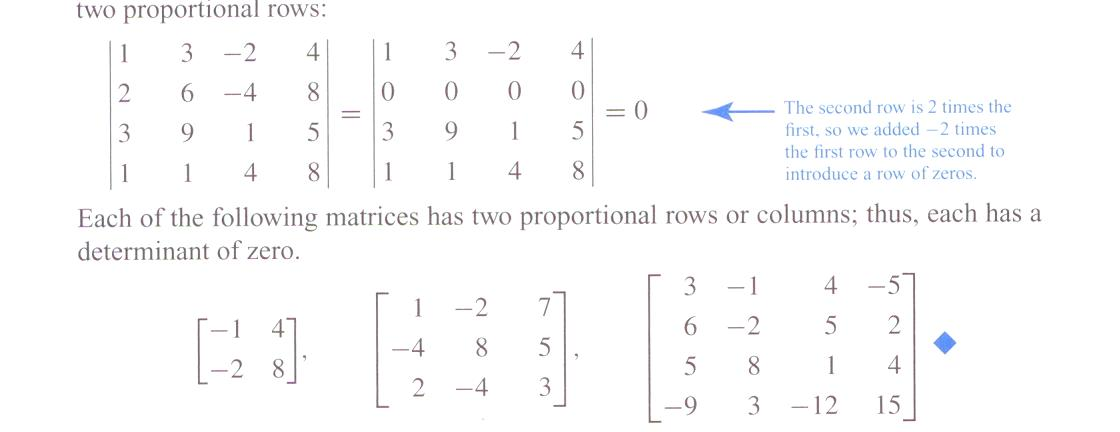 two proportional rows:
|1 3 −2 4| |1 3 −2 4|
|2 6 −4 8| = |0 0 0 0| = 0
|3 9 1 5| |3 9 1 5|
|1 1 4 8| |1 1 4 8|
The second row is 2 times the
first, so we added −2 times
the first row to the second to
introduce a row of zeros.
Each of the following matrices has two proportional rows or columns; thus, each has a
determinant of zero.
[−1 4]
[−2 8],
[1 −2 7]
[−4 8 5],
[2 −4 3]
[3 −1 4 −5]
[6 −2 5 2]
[5 8 1 4]
[−9 3 −12 15]